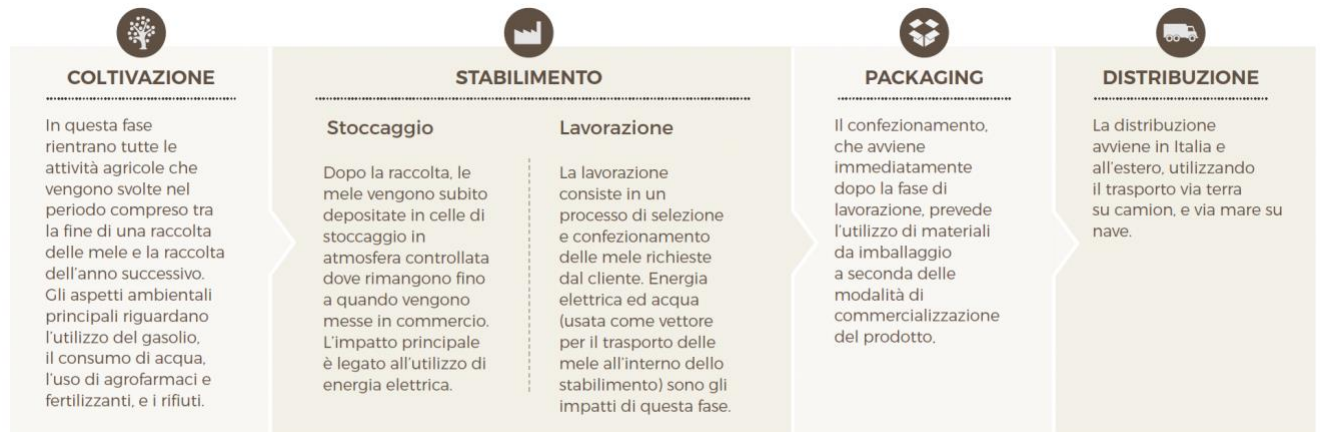 COLTIVAZIONE
In questa fase
rientrano tutte le
attività agricole che
vengono svolte nel
periodo compreso tra
la fine di una raccolta
delle mele e la raccolta
dell'anno successivo.
Gli aspetti ambientali
principali riguardano
l'utilizzo del gasolio,
il consumo di acqua,
l'uso di agrofarmaci e
fertilizzanti, e i rifiuti.
STABILIMENTO
Stoccaggio
Dopo la raccolta, le
mele vengono subito
depositate in celle di
stoccaggio in
atmosfera controllata
dove rimangono fino
a quando vengono
messe in commercio.
L'impatto principale
è legato all'utilizzo di
energia elettrica.
Lavorazione
La lavorazione
consiste in un
processo di selezione
e confezionamento
delle mele richieste
dal cliente. Energia
elettrica ed acqua
(usata come vettore
per il trasporto delle
mele all'interno dello
stabilimento) sono gli
impatti di questa fase.
PACKAGING
Il confezionamento,
che avviene
immediatamente
dopo la fase di
lavorazione, prevede
l'utilizzo di materiali
da imballaggio
a seconda delle
modalità di
commercializzazione
del prodotto,
DISTRIBUZIONE
La distribuzione
avviene in Italia e
all'estero, utilizzando
il trasporto via terra
su camion, e via mare su
nave.